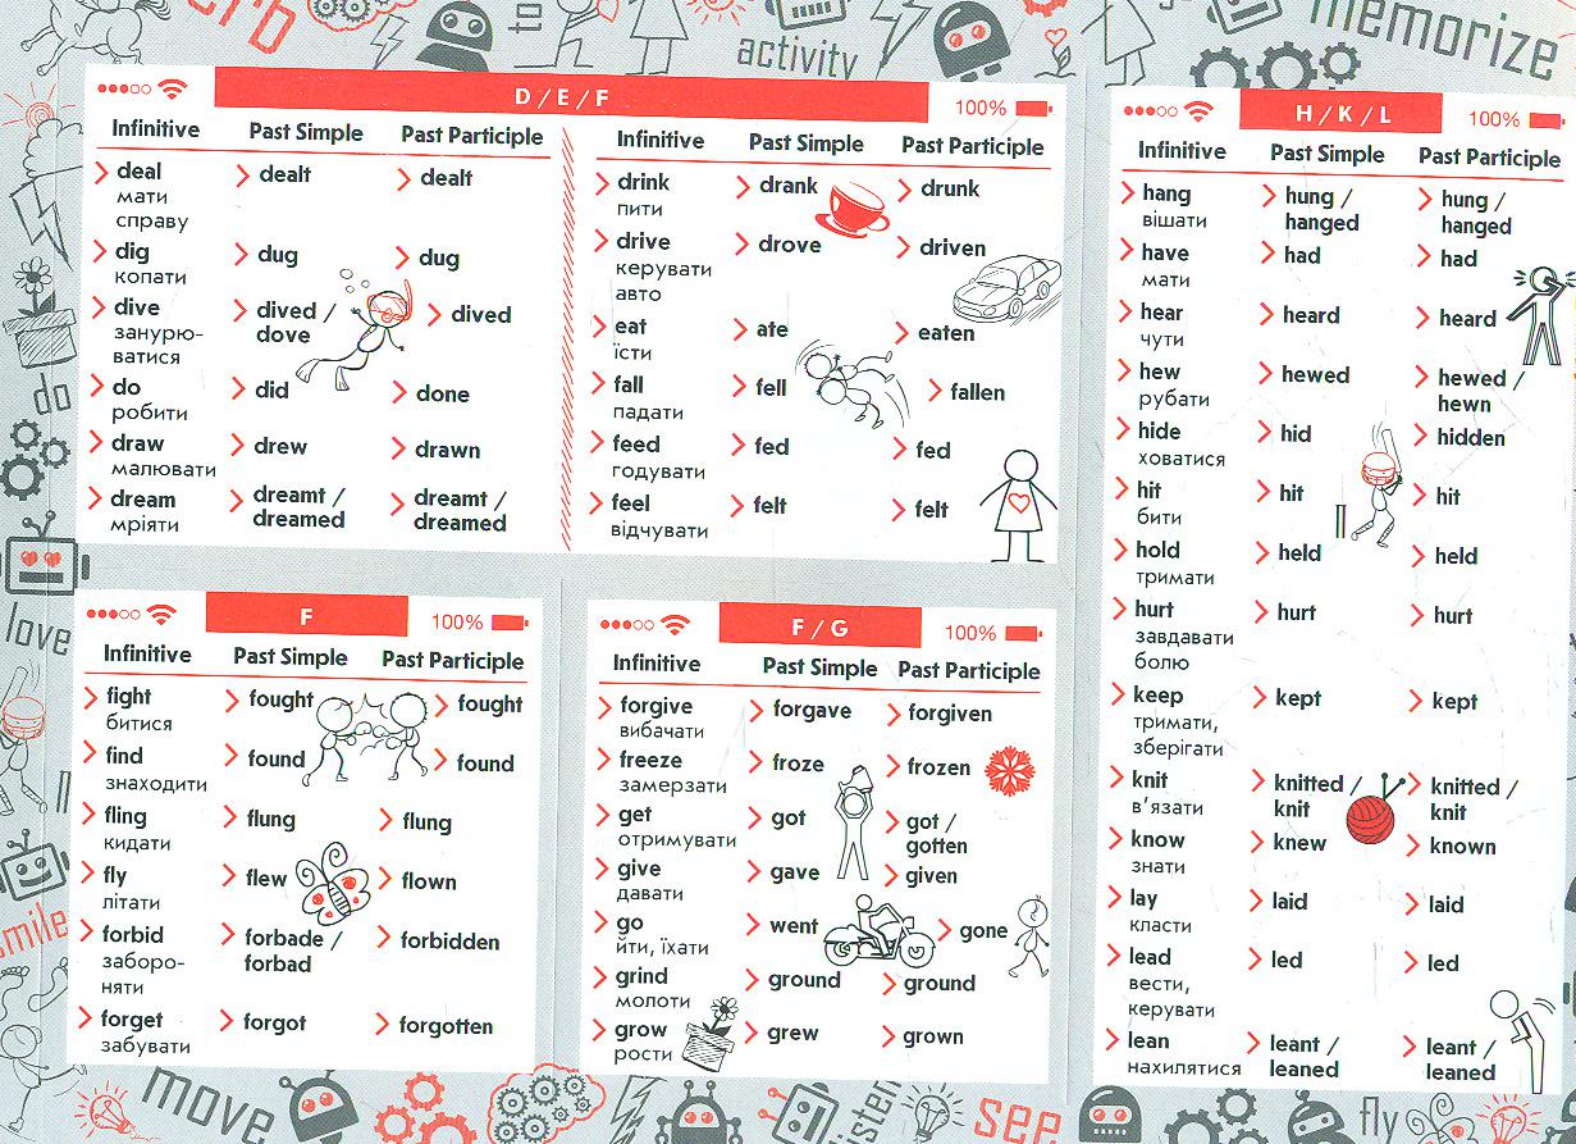 verb
to
activity
memorize
D / E / F
100%
Infinitive Past Simple Past Participle
deal dealt dealt
мати
справу
dig dug dug
копати
dive dived / dived
занурю- dove
ватися
do did done
робити
draw drew drawn
малювати
dream dreamt / dreamt /
мріяти dreamed dreamed
Infinitive Past Simple Past Participle
drink drank drunk
пити
drive drove driven
керувати
авто
eat ate eaten
їсти
fall fell fallen
падати
feed fed fed
годувати
feel felt felt
відчувати
H / K / L
100%
Infinitive Past Simple Past Participle
hang hung / hung /
вішати hanged hanged
have had had
мати
hear heard heard
чути
hew hewed hewed /
рубати hewn
hide hid hidden
ховатися
hit hit hit
бити
hold held held
тримати
hurt hurt hurt
завдавати
болю
keep kept kept
тримати,
зберігати
knit knitted / knitted /
в'язати knit knit
know knew known
знати
lay laid laid
класти
lead led led
вести,
керувати
lean leant / leant /
нахилятися leaned leaned
do
love
smile
F
100%
Infinitive Past Simple Past Participle
fight fought fought
битися
find found found
знаходити
fling flung flung
кидати
fly flew flown
літати
forbid forbade / forbidden
заборо- forbad
няти
forget forgot forgotten
забувати
F / G
100%
Infinitive Past Simple Past Participle
forgive forgave forgiven
вибачати
freeze froze frozen
замерзати
get got got /
отримувати gotten
give gave given
давати
go went gone
йти, їхати
grind ground ground
молоти
grow grew grown
рости
move
listen
see
fly